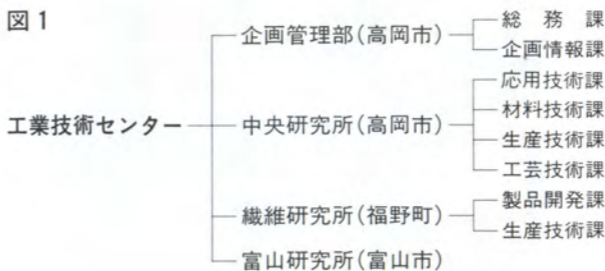 図1
企画管理部(高岡市)
総務課
企画情報課
工業技術センター
中央研究所(高岡市)
応用技術課
材料技術課
生産技術課
工芸技術課
繊維研究所(福野町)
製品開発課
生産技術課
富山研究所(富山市)